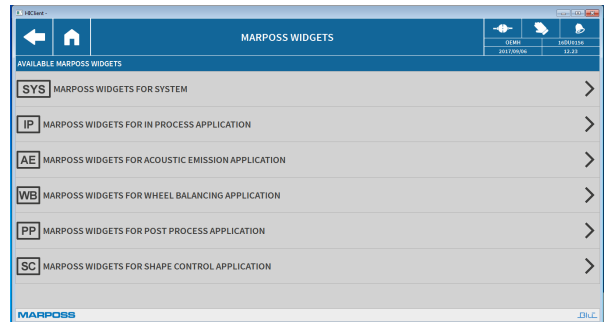 HIClient -
MARPOSS WIDGETS
OEMH
16DU0156
2017/09/06
12.23
AVAILABLE MARPOSS WIDGETS
SYS MARPOSS WIDGETS FOR SYSTEM
IP MARPOSS WIDGETS FOR IN PROCESS APPLICATION
AE MARPOSS WIDGETS FOR ACOUSTIC EMISSION APPLICATION
WB MARPOSS WIDGETS FOR WHEEL BALANCING APPLICATION
PP MARPOSS WIDGETS FOR POST PROCESS APPLICATION
SC MARPOSS WIDGETS FOR SHAPE CONTROL APPLICATION
MARPOSS